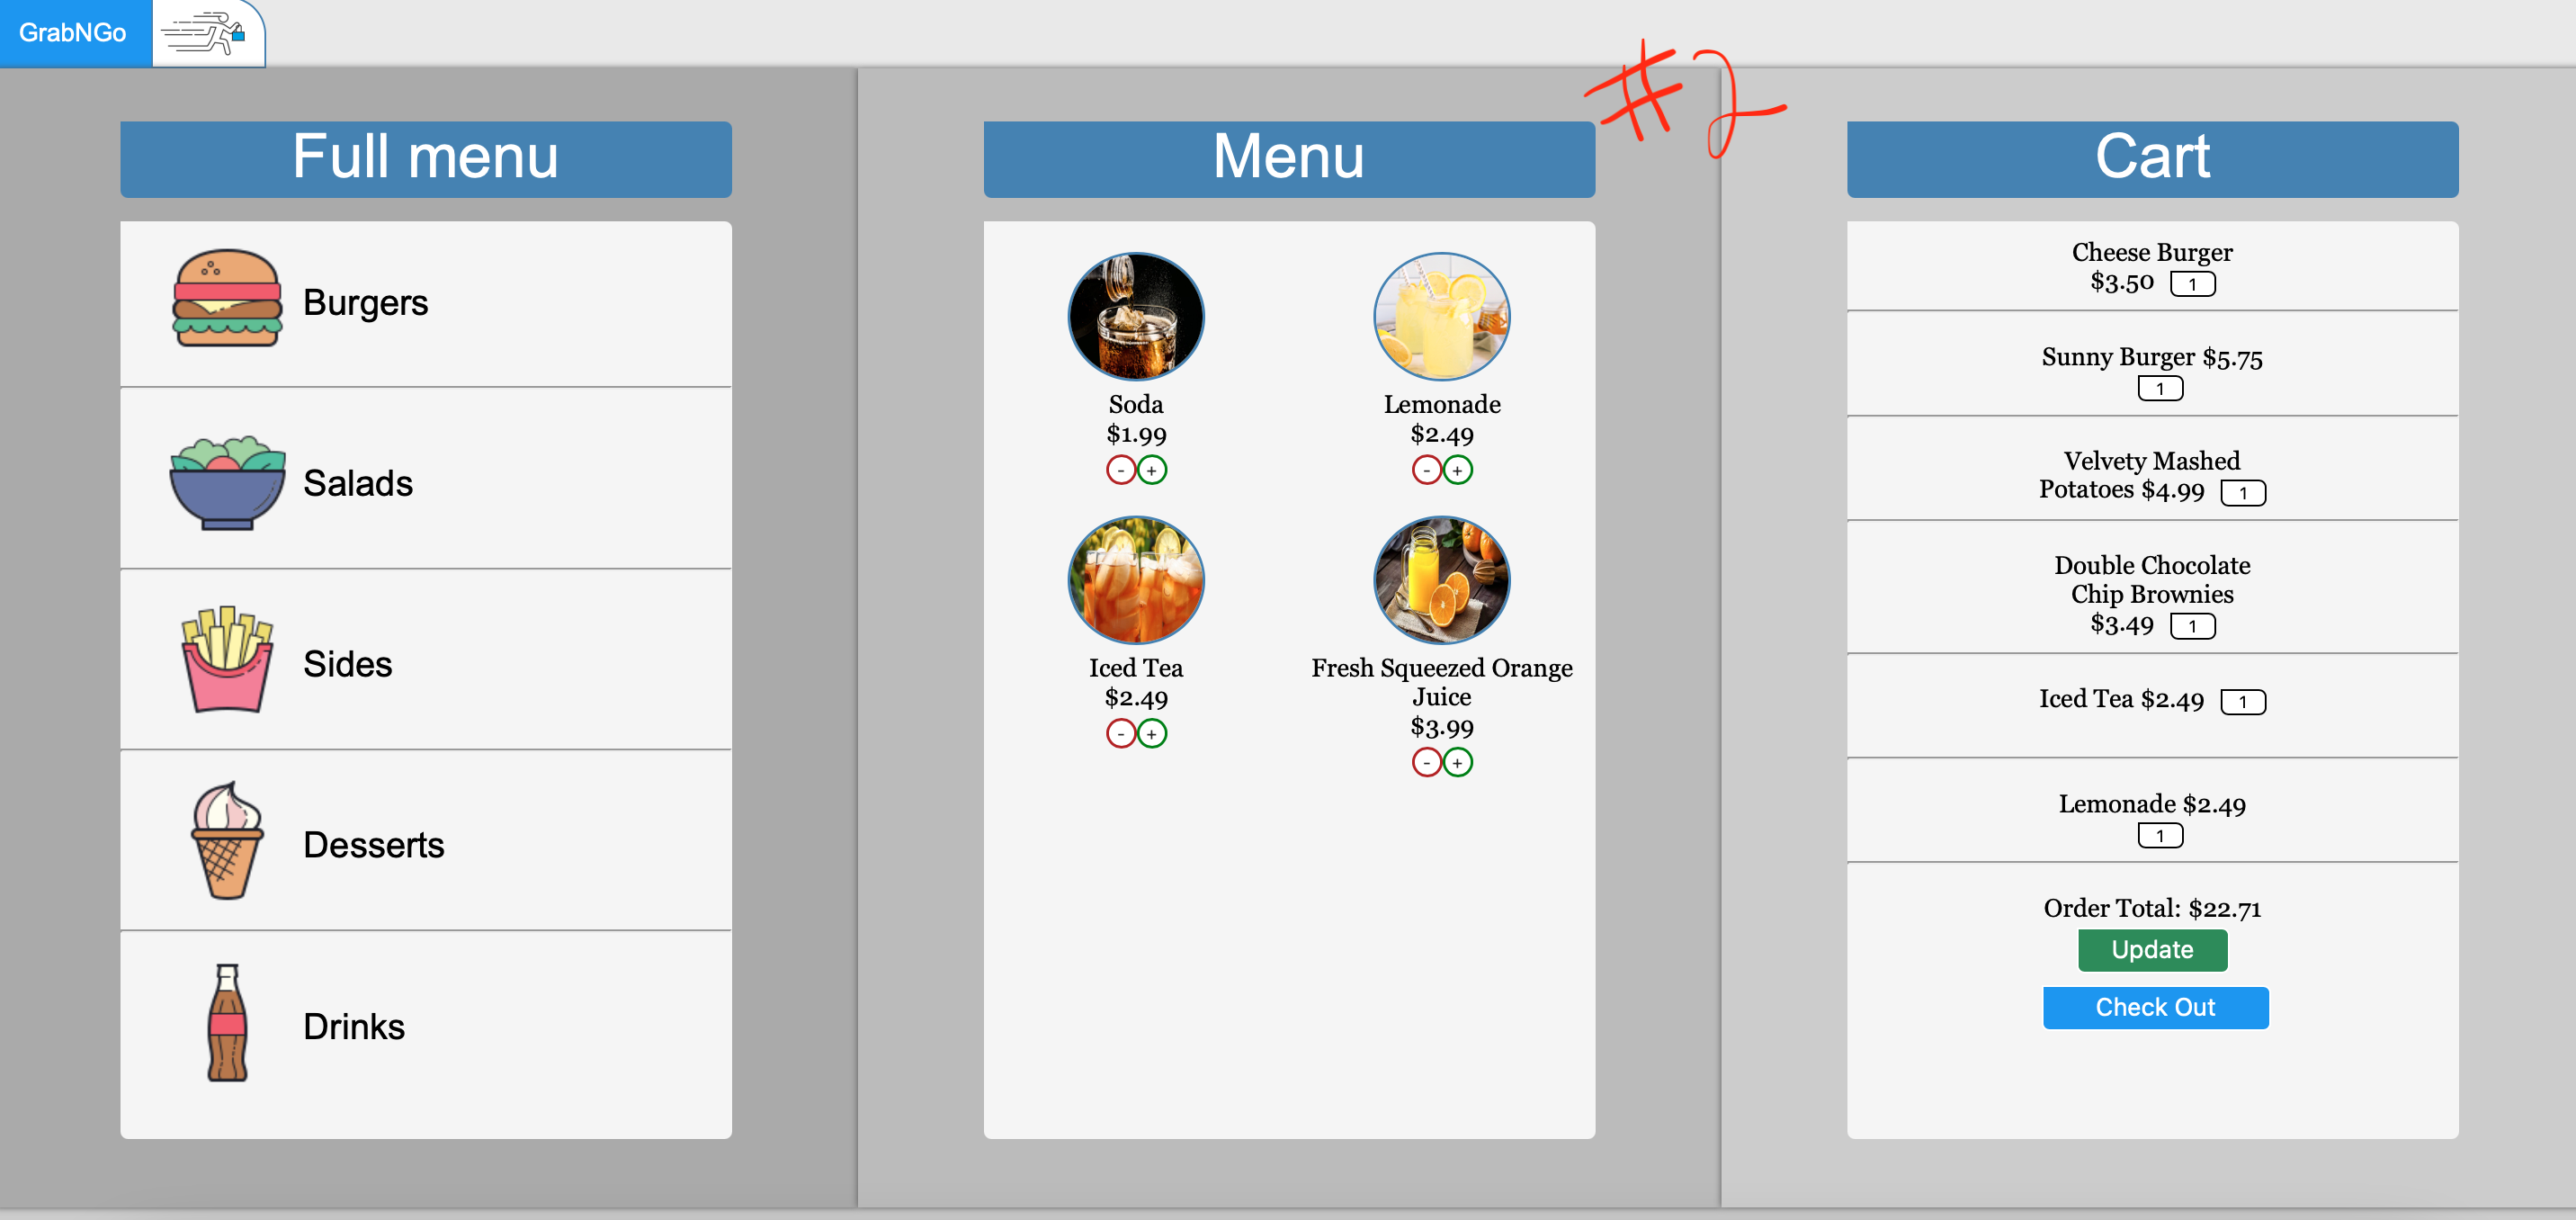 GrabNGo
#2
Full menu
Burgers
Salads
Sides
Desserts
Drinks
Menu
Soda
$1.99
- +
Lemonade
$2.49
- +
Iced Tea
$2.49
- +
Fresh Squeezed Orange
Juice
$3.99
- +
Cart
Cheese Burger
$3.50 1
Sunny Burger $5.75
1
Velvety Mashed
Potatoes $4.99 1
Double Chocolate
Chip Brownies
$3.49 1
Iced Tea $2.49 1
Lemonade $2.49
1
Order Total: $22.71
Update
Check Out